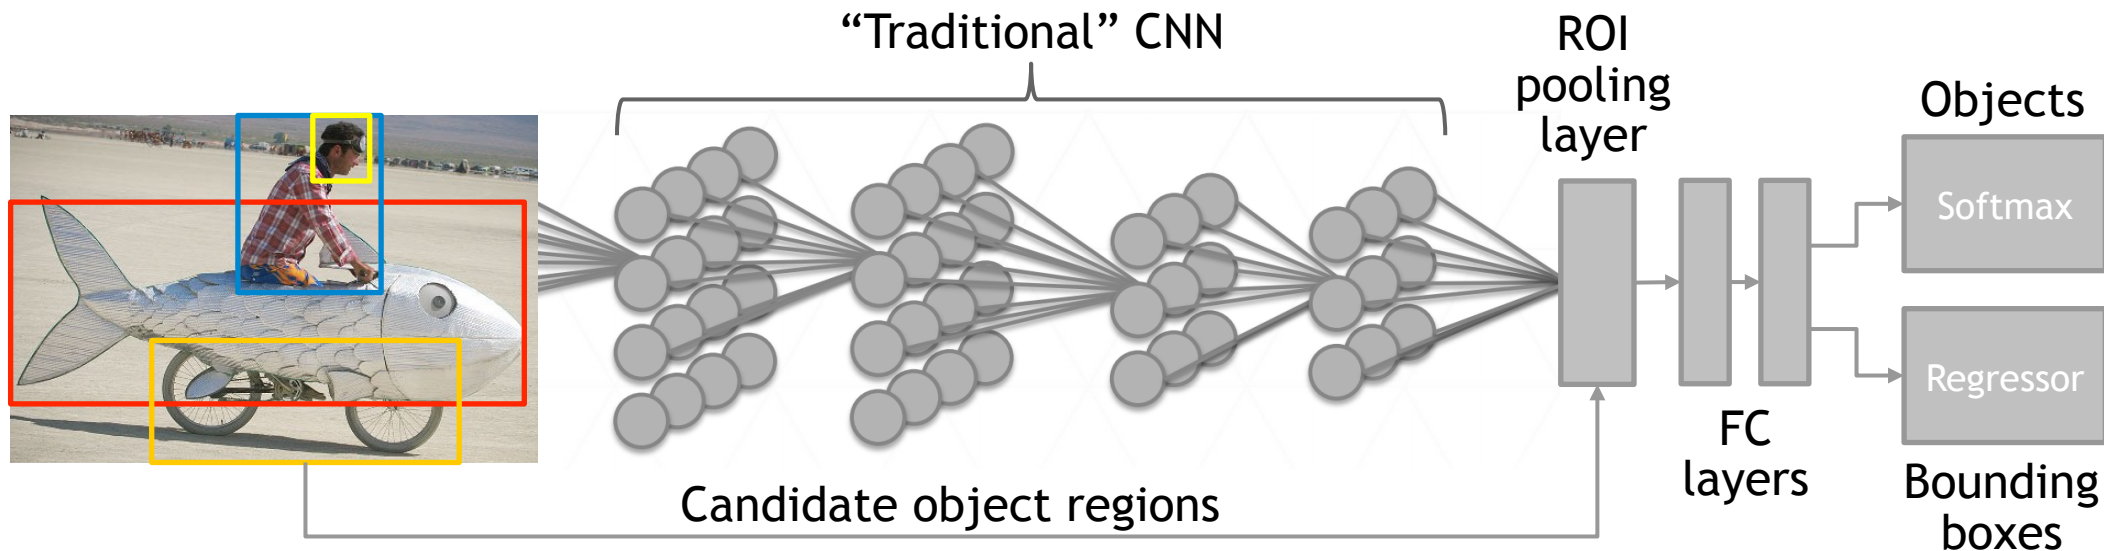 “Traditional” CNN
ROI
pooling
layer
Objects
Softmax
Regressor
FC
layers
Bounding
boxes
Candidate object regions